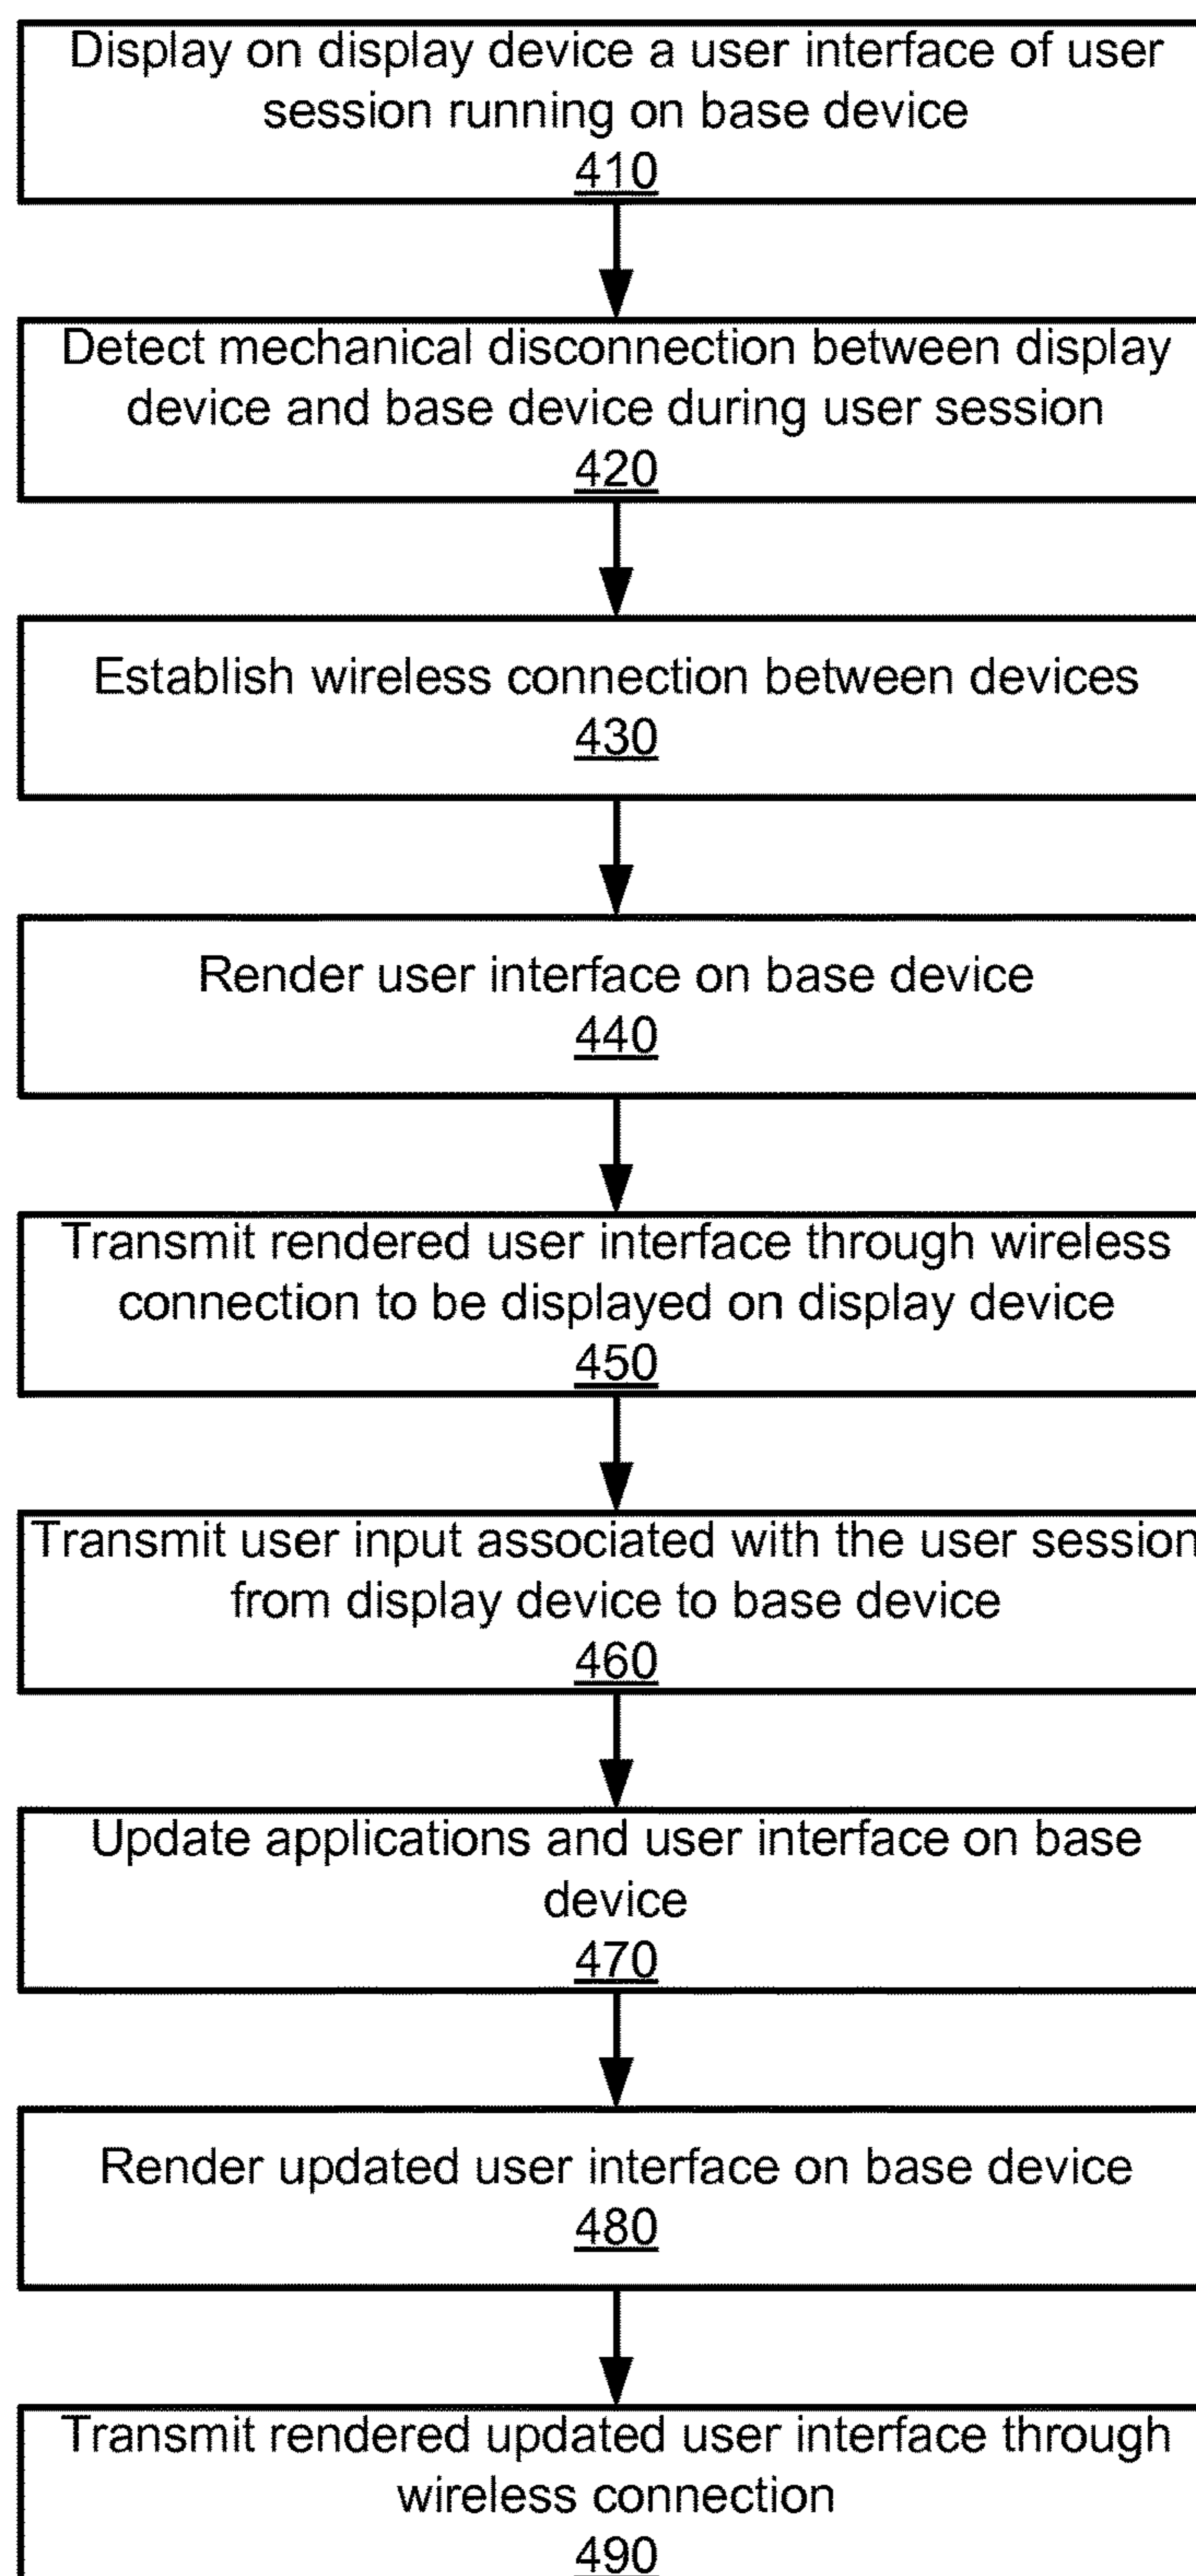 Display on display device a user interface of user
session running on base device
410
Detect mechanical disconnection between display
device and base device during user session
420
Establish wireless connection between devices
430
Render user interface on base device
440
Transmit rendered user interface through wireless
connection to be displayed on display device
450
Transmit user input associated with the user session
from display device to base device
460
Update applications and user interface on base
device
470
Render updated user interface on base device
480
Transmit rendered updated user interface through
wireless connection
490